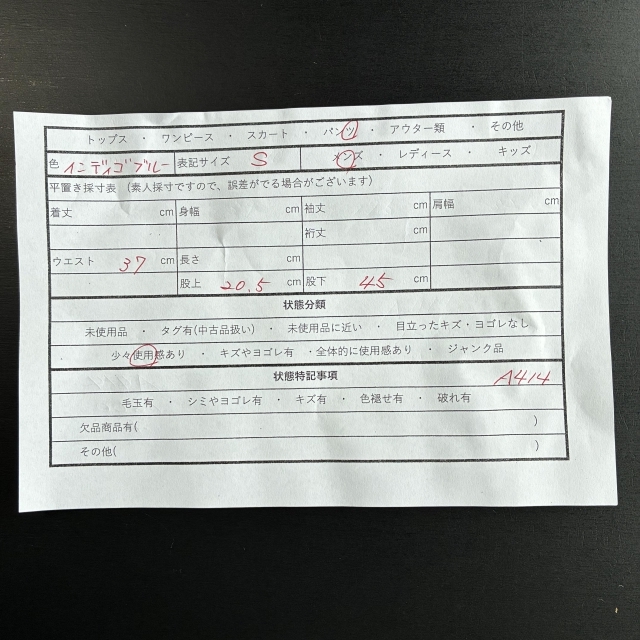 トップス ・ ワンピース ・ スカート ・ パンツ ・ アウター類 ・ その他
色 インディゴブルー 表記サイズ S メンズ ・ レディース ・ キッズ
平置き採寸表 （素人採寸ですので、誤差がでる場合がございます）
着丈 cm 身幅 cm 袖丈 cm 肩幅 cm
裄丈 cm
ウエスト 37 cm 長さ cm
股上 20.5 cm 股下 45 cm
状態分類
未使用品 ・ タグ有(中古品扱い) ・ 未使用品に近い ・ 目立ったキズ・ヨゴレなし
少々使用感あり ・ キズやヨゴレ有 ・全体的に使用感あり ・ ジャンク品
状態特記事項 A414
毛玉有 ・ シミやヨゴレ有 ・ キズ有 ・ 色褪せ有 ・ 破れ有
欠品商品有( )
その他( )